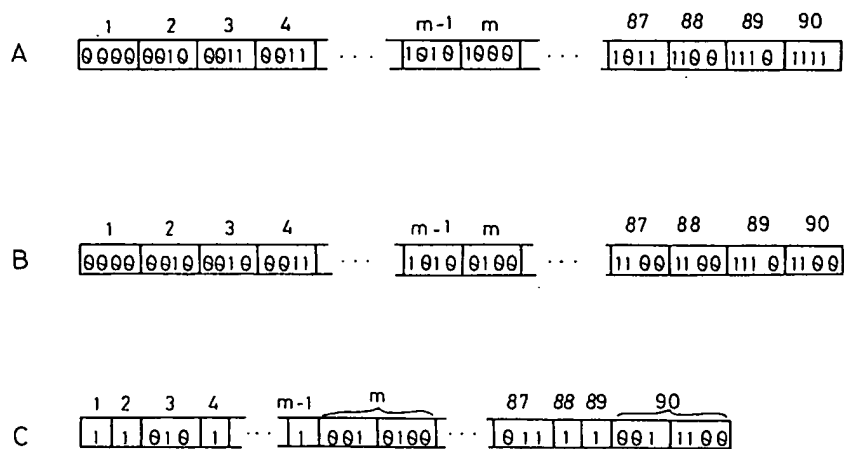 1 2 3 4 m-1 m 87 88 89 90
A 0000 0010 0011 0011 ···· 1010 1000 ··· 1011 1100 1110 1111
1 2 3 4 m-1 m 87 88 89 90
B 0000 0010 0010 0011 ···· 1010 0100 ··· 1100 1100 1110 1100
1 2 3 4 m-1 m 87 88 89 90
C 1 1 010 1 ··· 1 001 0100 ··· 011 1 1 001 1100